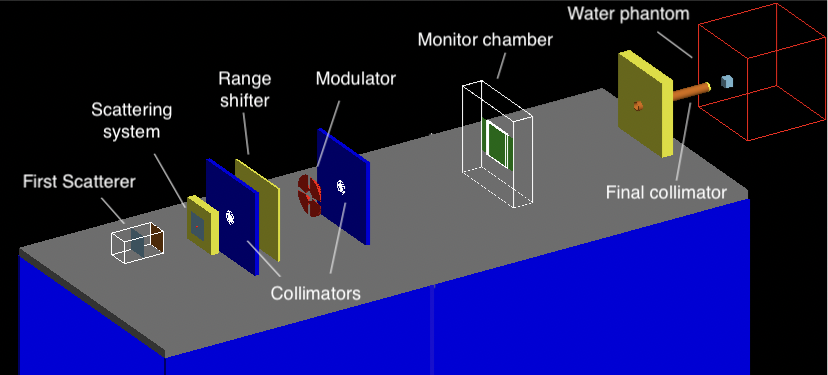 Water phantom
Monitor chamber
Range
shifter
Modulator
Scattering
system
First Scatterer
Final collimator
Collimators